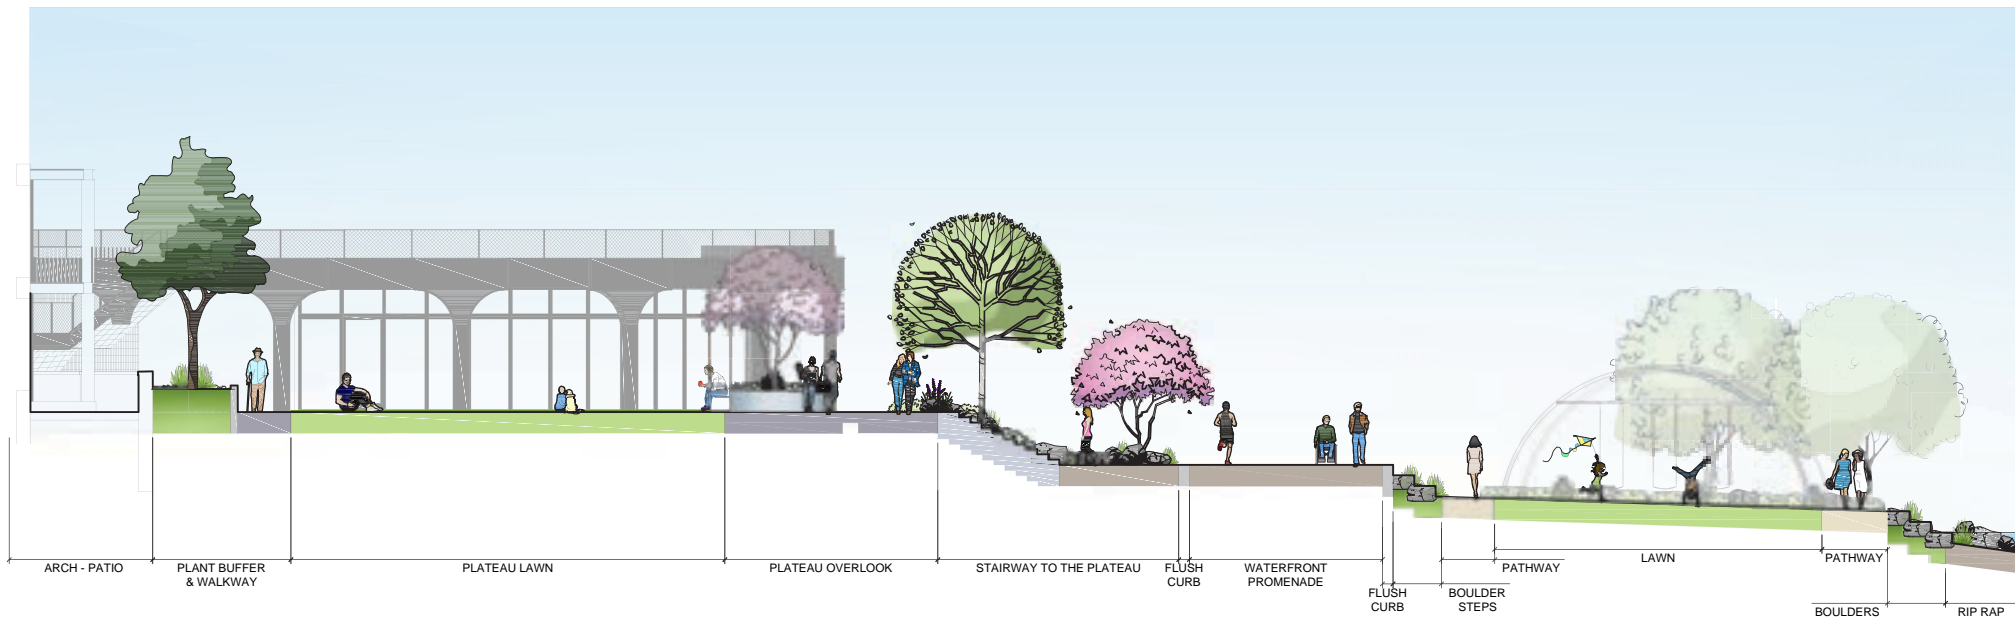 ARCH - PATIO
PLANT BUFFER
& WALKWAY
PLATEAU LAWN
PLATEAU OVERLOOK
STAIRWAY TO THE PLATEAU
FLUSH
CURB
WATERFRONT
PROMENADE
FLUSH
CURB
BOULDER
STEPS
PATHWAY
LAWN
PATHWAY
BOULDERS
RIP RAP